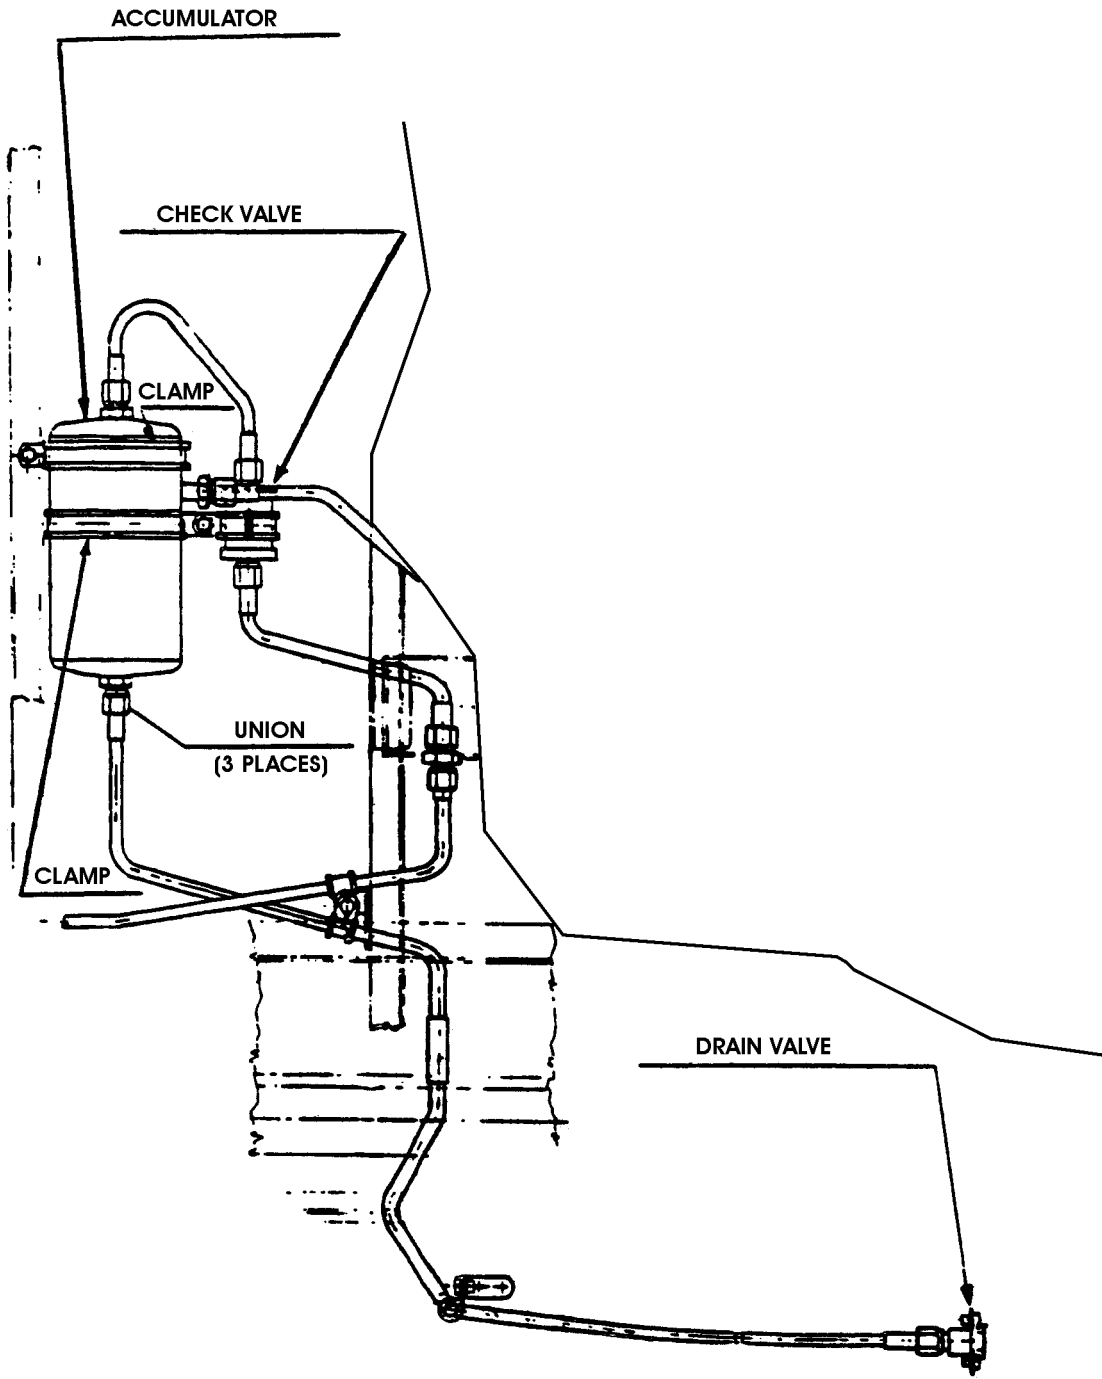 ACCUMULATOR
CHECK VALVE
CLAMP
UNION
(3 PLACES)
CLAMP
DRAIN VALVE